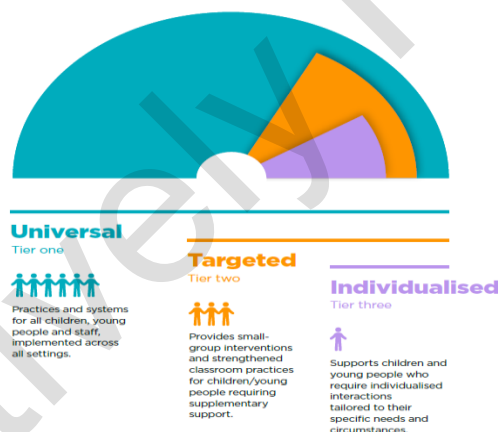 Universal
Tier one
Practices and systems
for all children, young
people and staff,
implemented across
all settings.
Targeted
Tier two
Provides small-
group interventions
and strengthened
classroom practices
for children/young
people requiring
supplementary
support.
Individualised
Tier three
Supports children and
young people who
require individualised
interactions
tailored to their
specific needs and
circumstances.